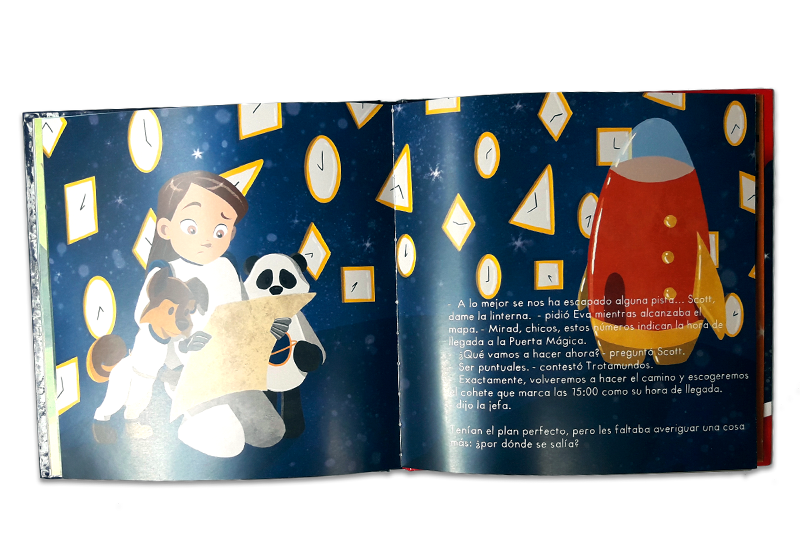 - A lo mejor se nos ha escapado alguna pista... Scott,
dame la linterna. - pidió Eva mientras alcanzaba el
mapa. - Mirad, chicos, estos números indican la hora de
llegada a la Puerta Mágica.
¿Qué vamos a hacer ahora? - preguntó Scott.
Ser puntuales. - contestó Trotamundos.
Exactamente, volveremos a hacer el camino y escogeremos
el cohete que marca las 15:00 como su hora de llegada.
dijo la jefa.
Tenían el plan perfecto, pero les faltaba averiguar una cosa
más: ¿por dónde se salía?